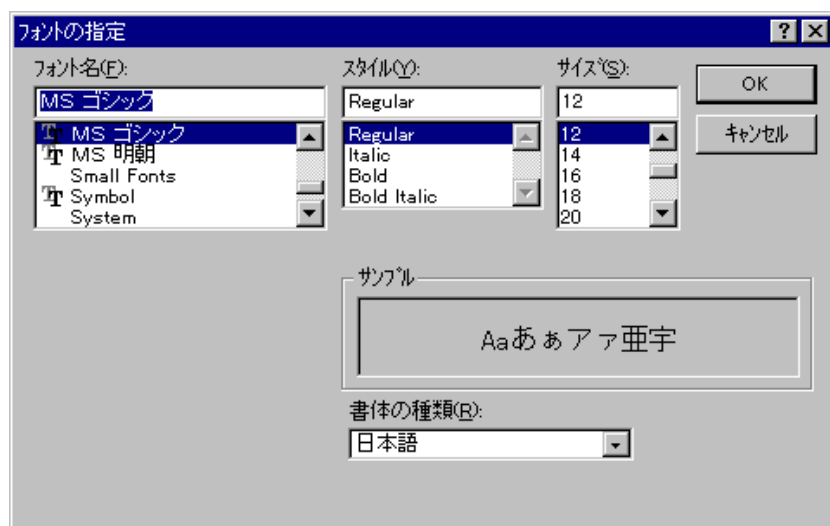 フォントの指定
フォント名(F):
MS ゴシック
MS ゴシック
MS 明朝
Small Fonts
Symbol
System
スタイル(Y):
Regular
Regular
Italic
Bold
Bold Italic
サイズ(S):
12
12
14
16
18
20
OK
キャンセル
サンプル
Aaあぁアァ亜宇
書体の種類(R):
日本語